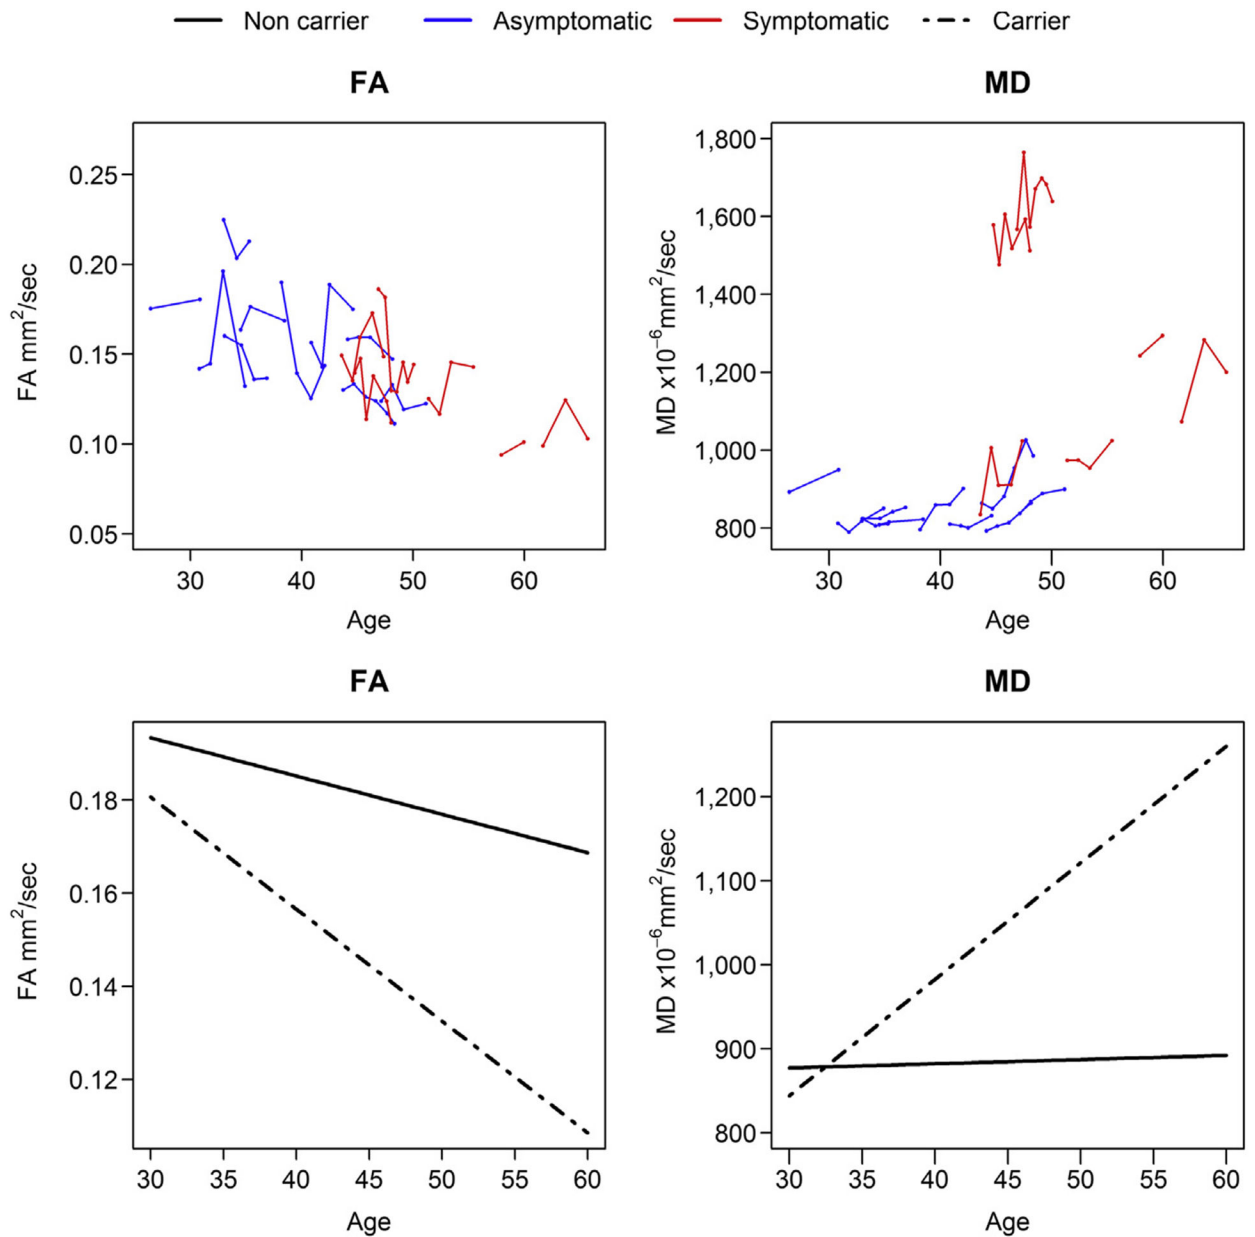 Non carrier Asymptomatic Symptomatic Carrier
FA
0.25
0.20
0.15
0.10
0.05
FA mm²/sec
30 40 50 60
Age
MD
1,800
1,600
1,400
1,200
1,000
800
MD x10⁻⁶mm²/sec
30 40 50 60
Age
FA
0.18
0.16
0.14
0.12
FA mm²/sec
30 35 40 45 50 55 60
Age
MD
1,200
1,100
1,000
900
800
MD x10⁻⁶mm²/sec
30 35 40 45 50 55 60
Age